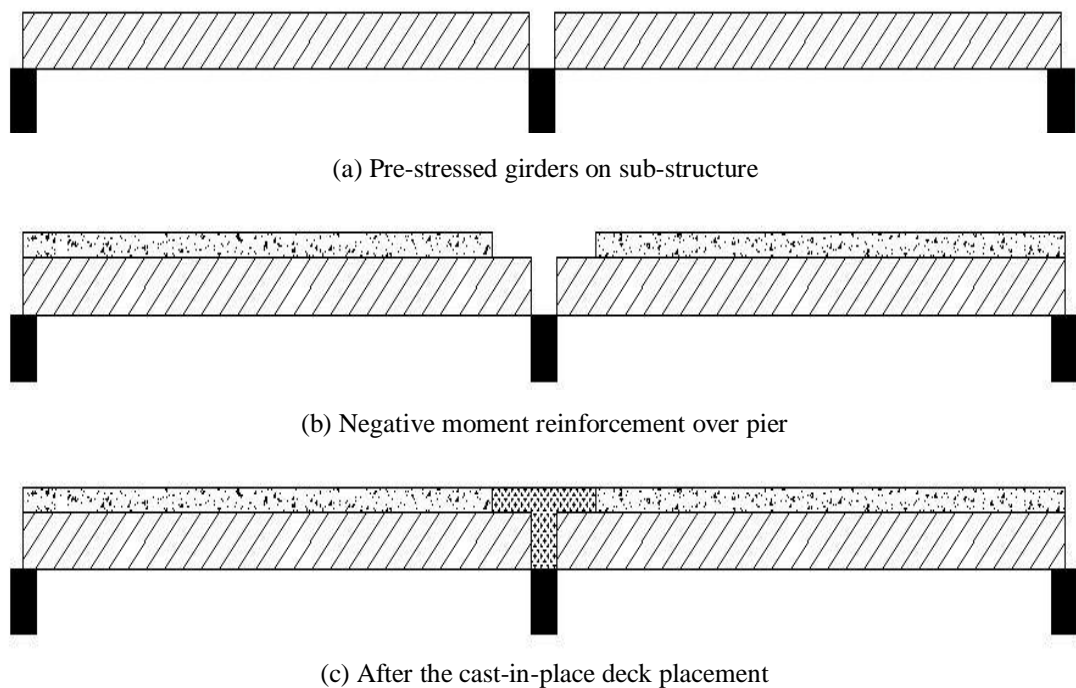 (a) Pre-stressed girders on sub-structure
(b) Negative moment reinforcement over pier
(c) After the cast-in-place deck placement